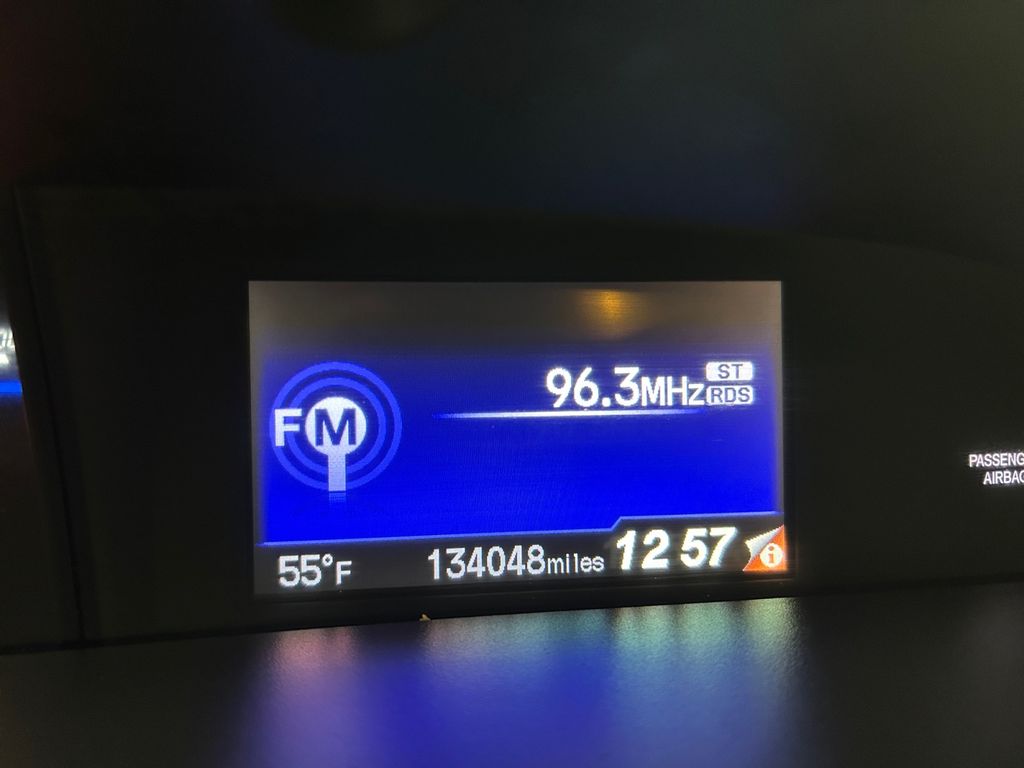 96.3MHz ST
RDS
FM
55°F 134048miles 12 57 i
PASSENG
AIRBAG